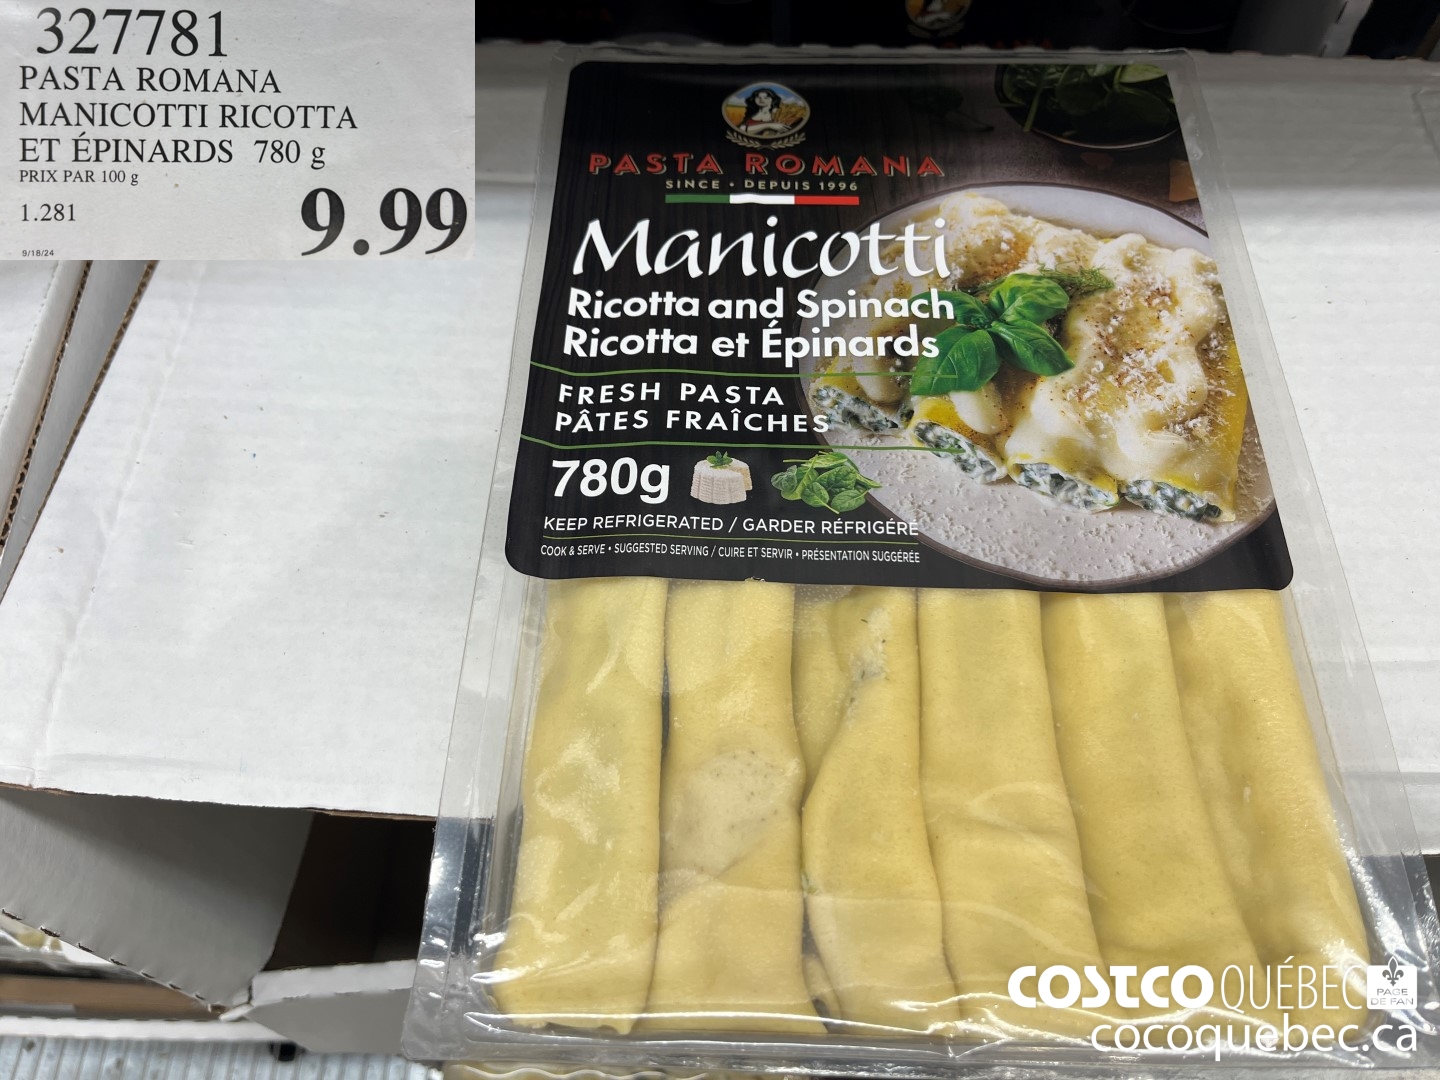 327781
PASTA ROMANA
MANICOTTI RICOTTA
ET ÉPINARDS 780 g
PRIX PAR 100 g
1.281
9.99
9/18/24
PASTA ROMANA
SINCE • DEPUIS 1996
Manicotti
Ricotta and Spinach
Ricotta et Épinards
FRESH PASTA
PÂTES FRAÎCHES
780g
KEEP REFRIGERATED / GARDER RÉFRIGÉRÉ
COOK & SERVE • SUGGESTED SERVING / CUIRE ET SERVIR • PRÉSENTATION SUGGÉRÉE
COSTCO QUÉBEC
PAGE
DE FAN
cocoquebec.ca